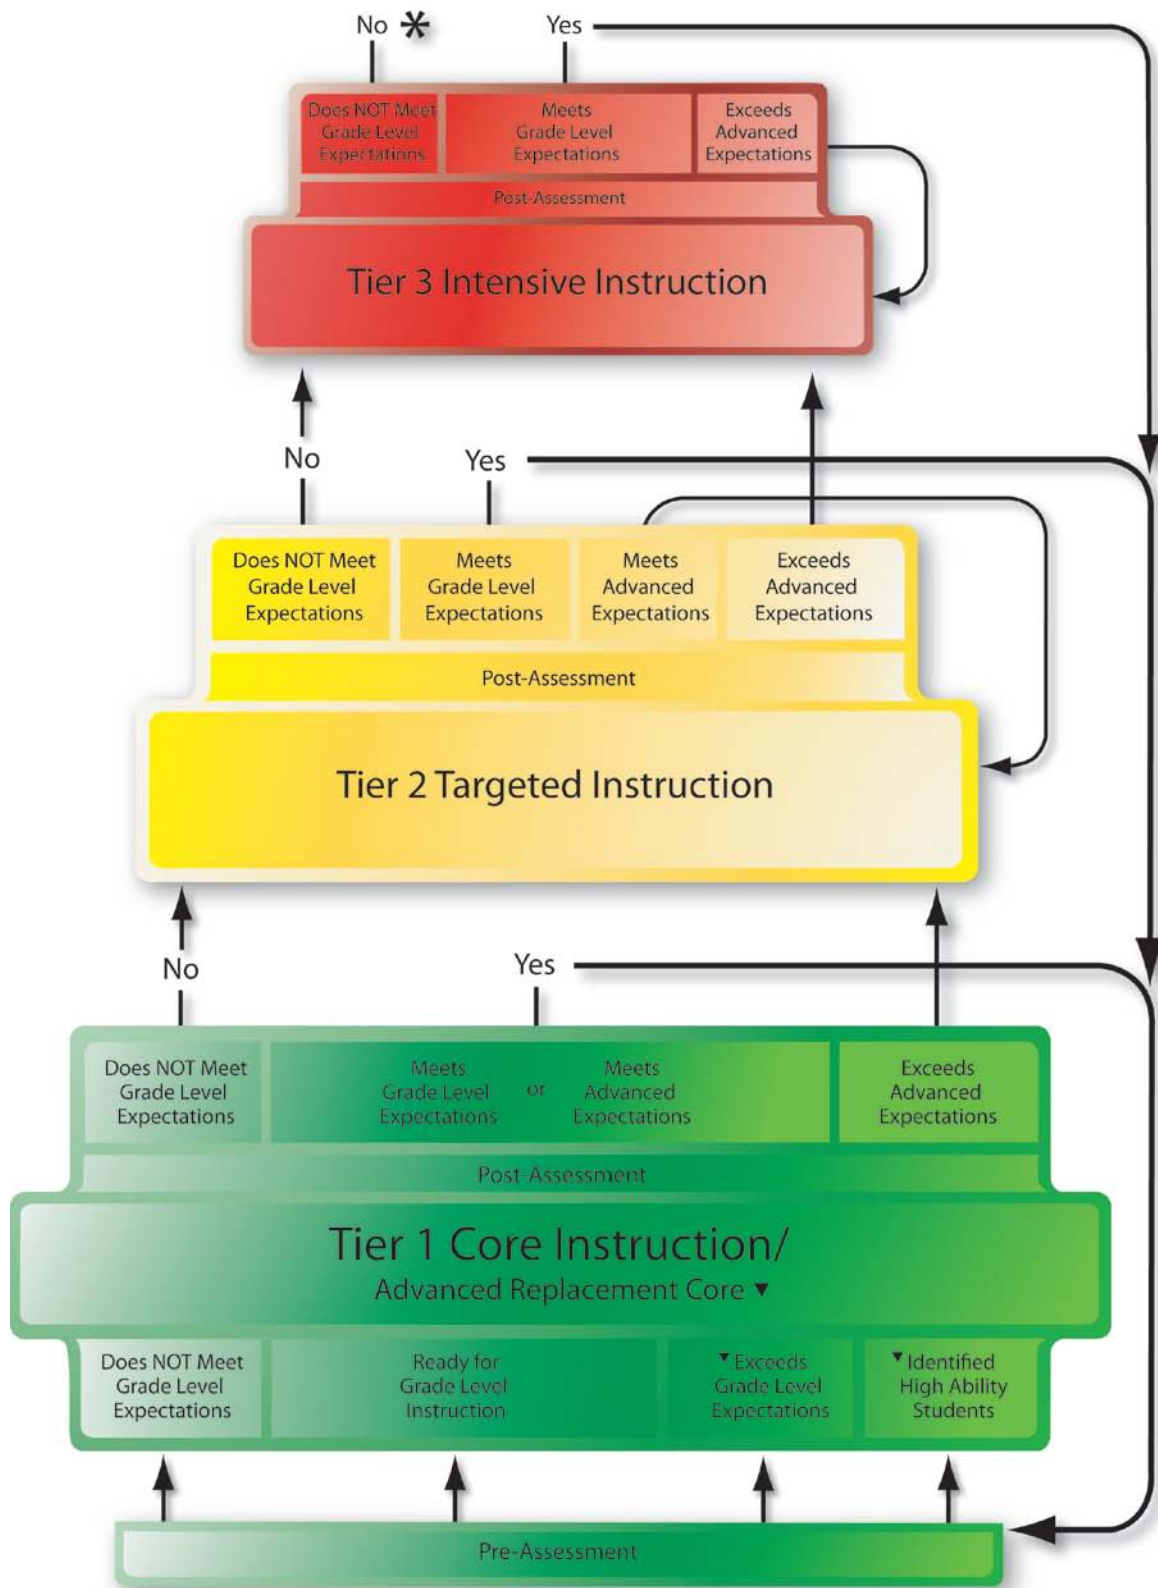 No *
Yes
Does NOT Meet
Grade Level
Expectations
Meets
Grade Level
Expectations
Exceeds
Advanced
Expectations
Post-Assessment
Tier 3 Intensive Instruction
No
Yes
Does NOT Meet
Grade Level
Expectations
Meets
Grade Level
Expectations
Meets
Advanced
Expectations
Exceeds
Advanced
Expectations
Post-Assessment
Tier 2 Targeted Instruction
No
Yes
Does NOT Meet
Grade Level
Expectations
Meets
Grade Level
Expectations
or
Meets
Advanced
Expectations
Exceeds
Advanced
Expectations
Post-Assessment
Tier 1 Core Instruction/
Advanced Replacement Core ▼
Does NOT Meet
Grade Level
Expectations
Ready for
Grade Level
Instruction
▼ Exceeds
Grade Level
Expectations
▼ Identified
High Ability
Students
Pre-Assessment